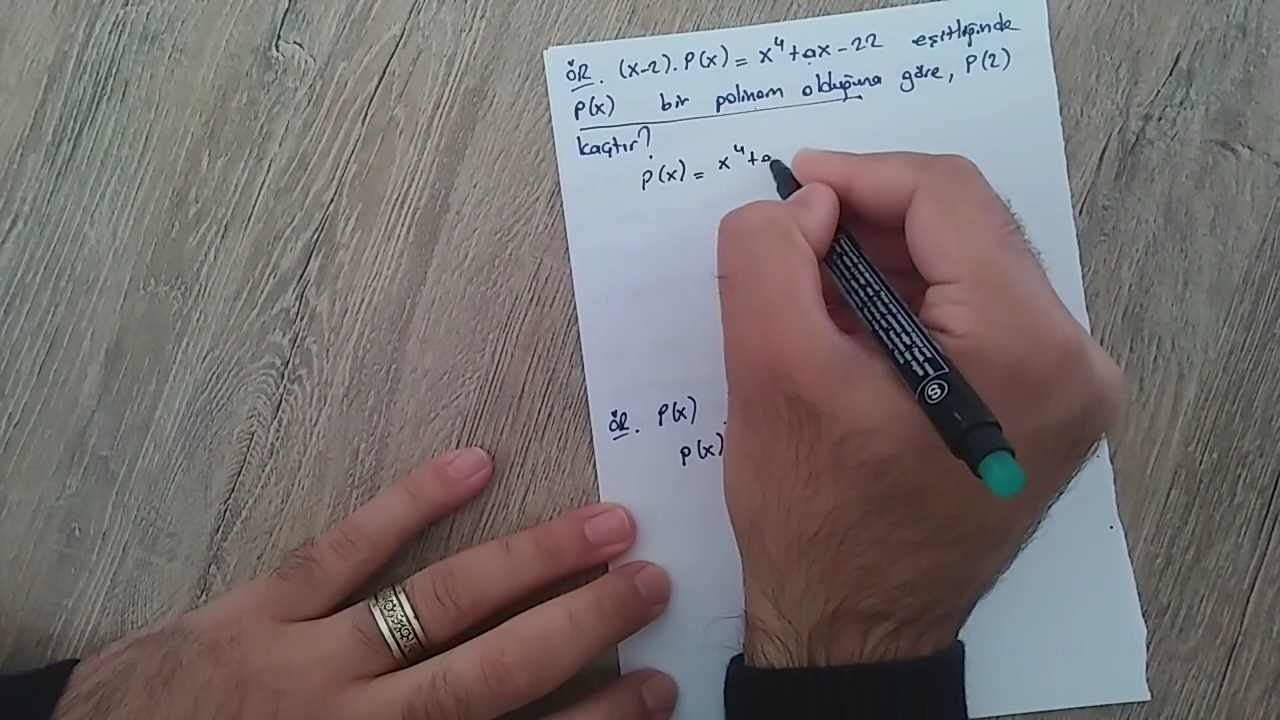 ÖR. (x-2).P(x) = x⁴+ax-22 eşitliğinde
P(x) bir polinom olduğuna göre, P(2)
kaçtır?
P(x) = x⁴+a
ÖR. P(x)
P(x)
S